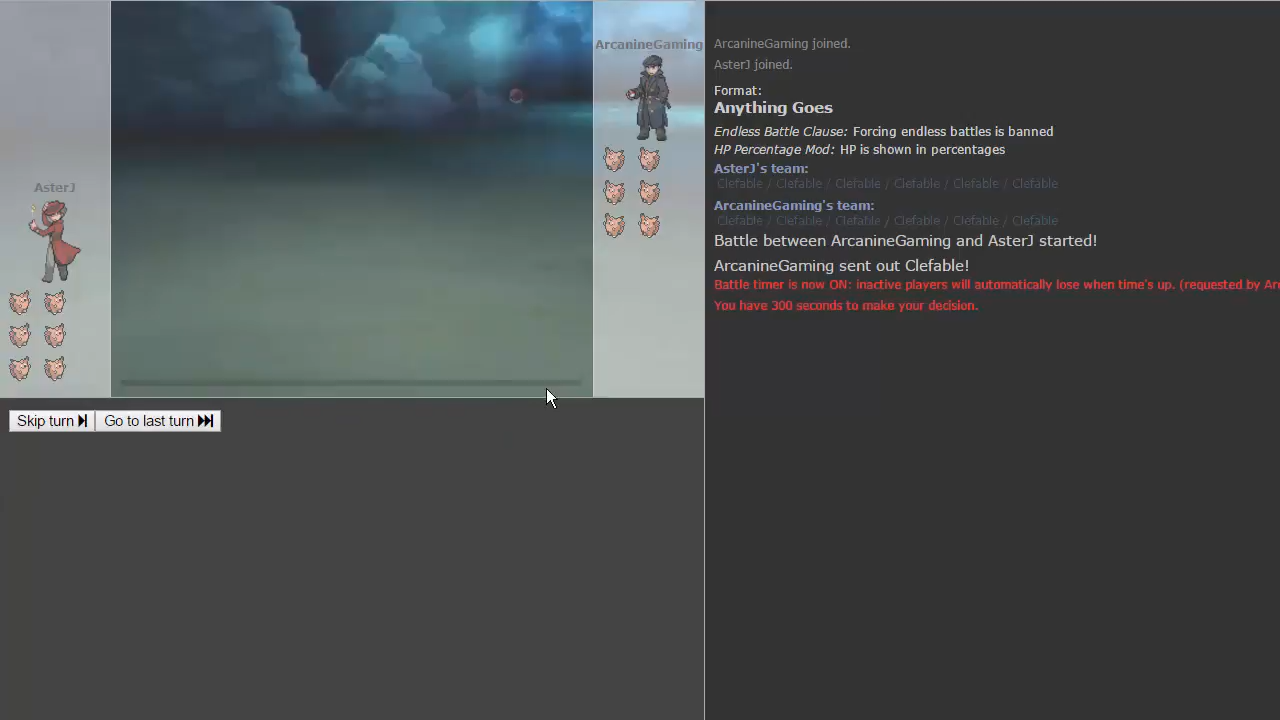 AsterJ
Skip turn
Go to last turn
ArcanineGaming
ArcanineGaming joined.
AsterJ joined.
Format:
Anything Goes
Endless Battle Clause: Forcing endless battles is banned
HP Percentage Mod: HP is shown in percentages
AsterJ's team:
Clefable / Clefable / Clefable / Clefable / Clefable / Clefable
ArcanineGaming's team:
Clefable / Clefable / Clefable / Clefable / Clefable / Clefable
Battle between ArcanineGaming and AsterJ started!
ArcanineGaming sent out Clefable!
Battle timer is now ON: inactive players will automatically lose when time's up. (requested by Ar
You have 300 seconds to make your decision.